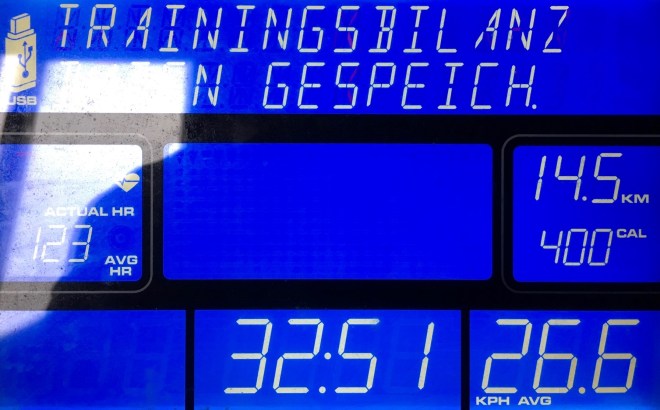 TRAININGSBILANZ
GESPEICH.
USB
ACTUAL HR
123 AVG HR
14.5 KM
400 CAL
32:51
26.6
KPH AVG